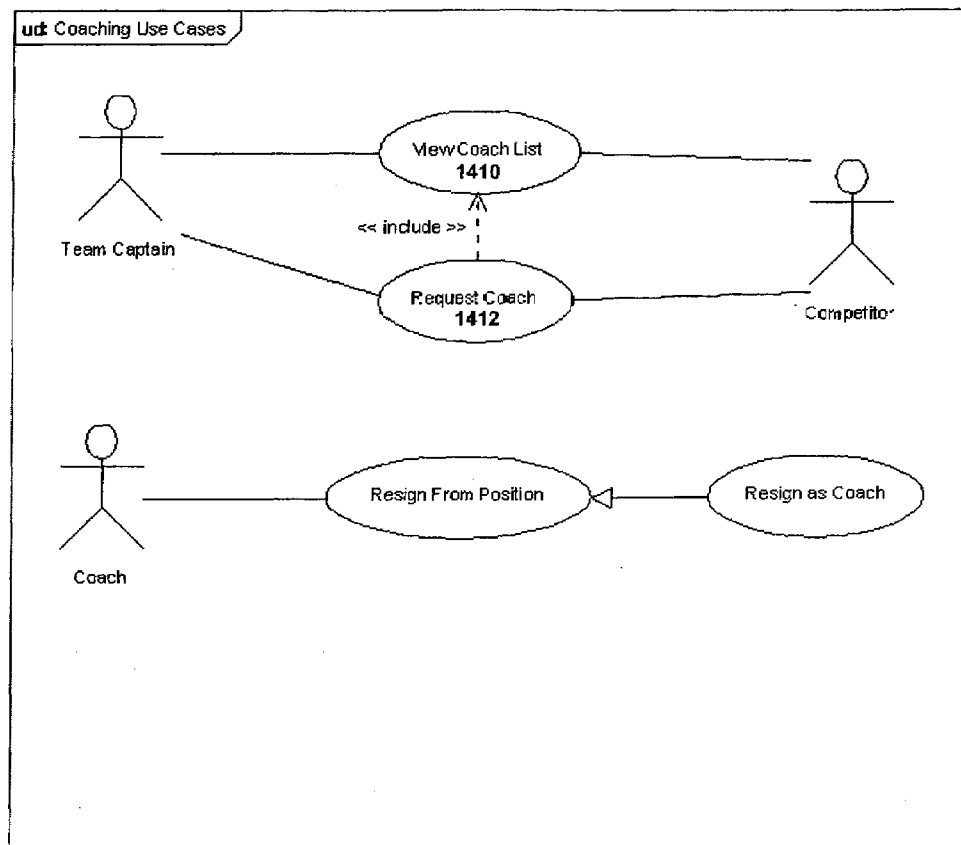 ud: Coaching Use Cases
View Coach List
1410
<< include >>
Team Captain
Request Coach
1412
Competitor
Resign From Position
Resign as Coach
Coach